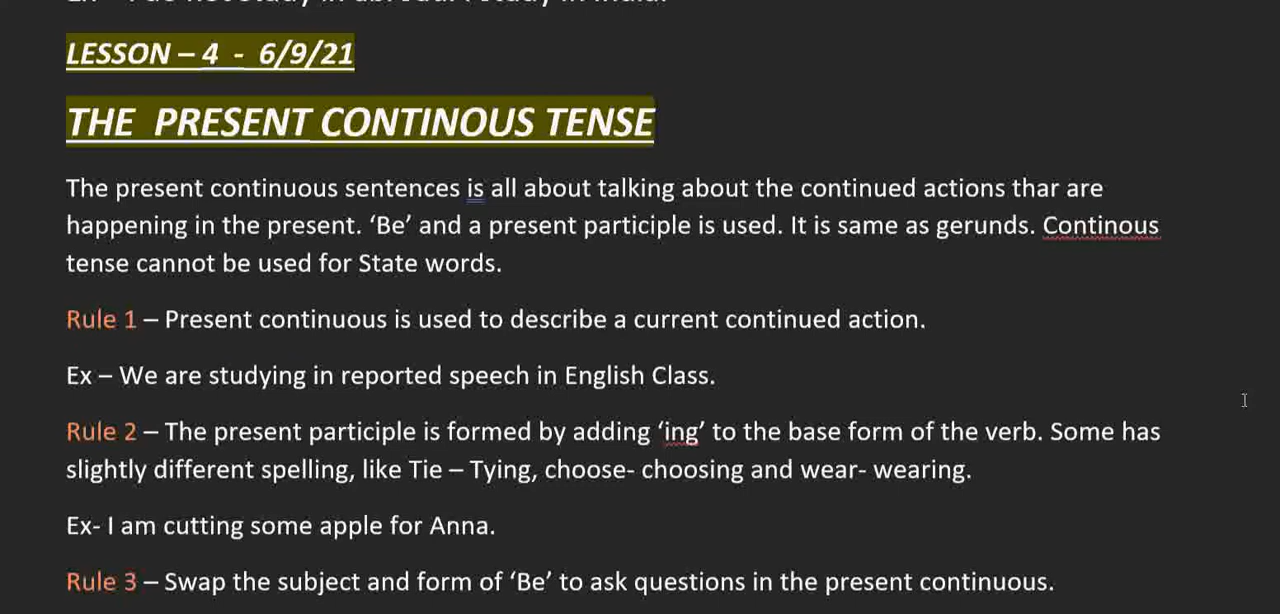 LESSON – 4 - 6/9/21
THE PRESENT CONTINOUS TENSE
The present continuous sentences is all about talking about the continued actions thar are
happening in the present. ‘Be’ and a present participle is used. It is same as gerunds. Continous
tense cannot be used for State words.
Rule 1 – Present continuous is used to describe a current continued action.
Ex – We are studying in reported speech in English Class.
Rule 2 – The present participle is formed by adding ‘ing’ to the base form of the verb. Some has
slightly different spelling, like Tie – Tying, choose- choosing and wear- wearing.
Ex- I am cutting some apple for Anna.
Rule 3 – Swap the subject and form of ‘Be’ to ask questions in the present continuous.